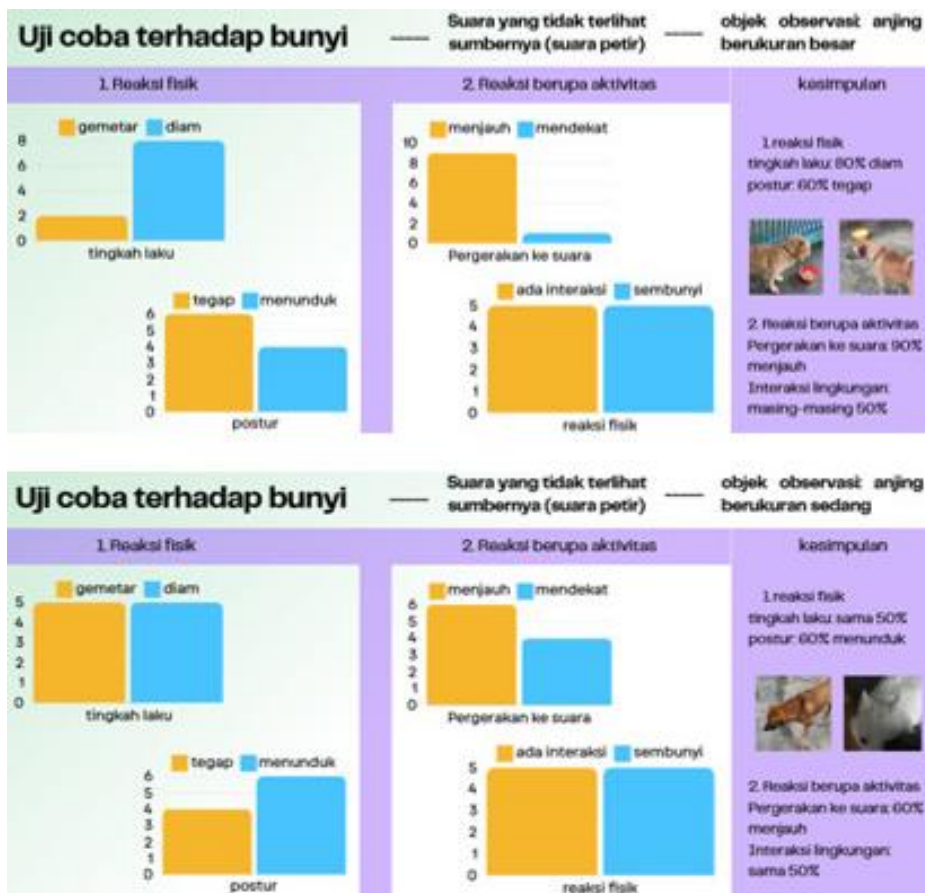 Uji coba terhadap bunyi
Suara yang tidak terlihat
sumbernya (suara petir)
objek observasi: anjing
berukuran besar
1. Reaksi fisik
gemetar diam
8
6
4
2
0
tingkah laku
tegap menunduk
6
5
4
3
2
1
0
postur
2. Reaksi berupa aktivitas
menjauh mendekat
10
8
6
4
2
0
Pergerakan ke suara
ada interaksi sembunyi
5
4
3
2
1
0
reaksi fisik
kesimpulan
1.reaksi fisik
tingkah laku: 80% diam
postur: 60% tegap
2. Reaksi berupa aktivitas
Pergerakan ke suara: 90%
menjauh
Interaksi lingkungan:
masing-masing 50%
Uji coba terhadap bunyi
Suara yang tidak terlihat
sumbernya (suara petir)
objek observasi: anjing
berukuran sedang
1. Reaksi fisik
gemetar diam
5
4
3
2
1
0
tingkah laku
tegap menunduk
6
5
4
3
2
1
0
postur
2. Reaksi berupa aktivitas
menjauh mendekat
6
5
4
3
2
1
0
Pergerakan ke suara
ada interaksi sembunyi
5
4
3
2
1
0
reaksi fisik
kesimpulan
1.reaksi fisik
tingkah laku: sama 50%
postur: 60% menunduk
2. Reaksi berupa aktivitas
Pergerakan ke suara: 60%
menjauh
Interaksi lingkungan:
sama 50%